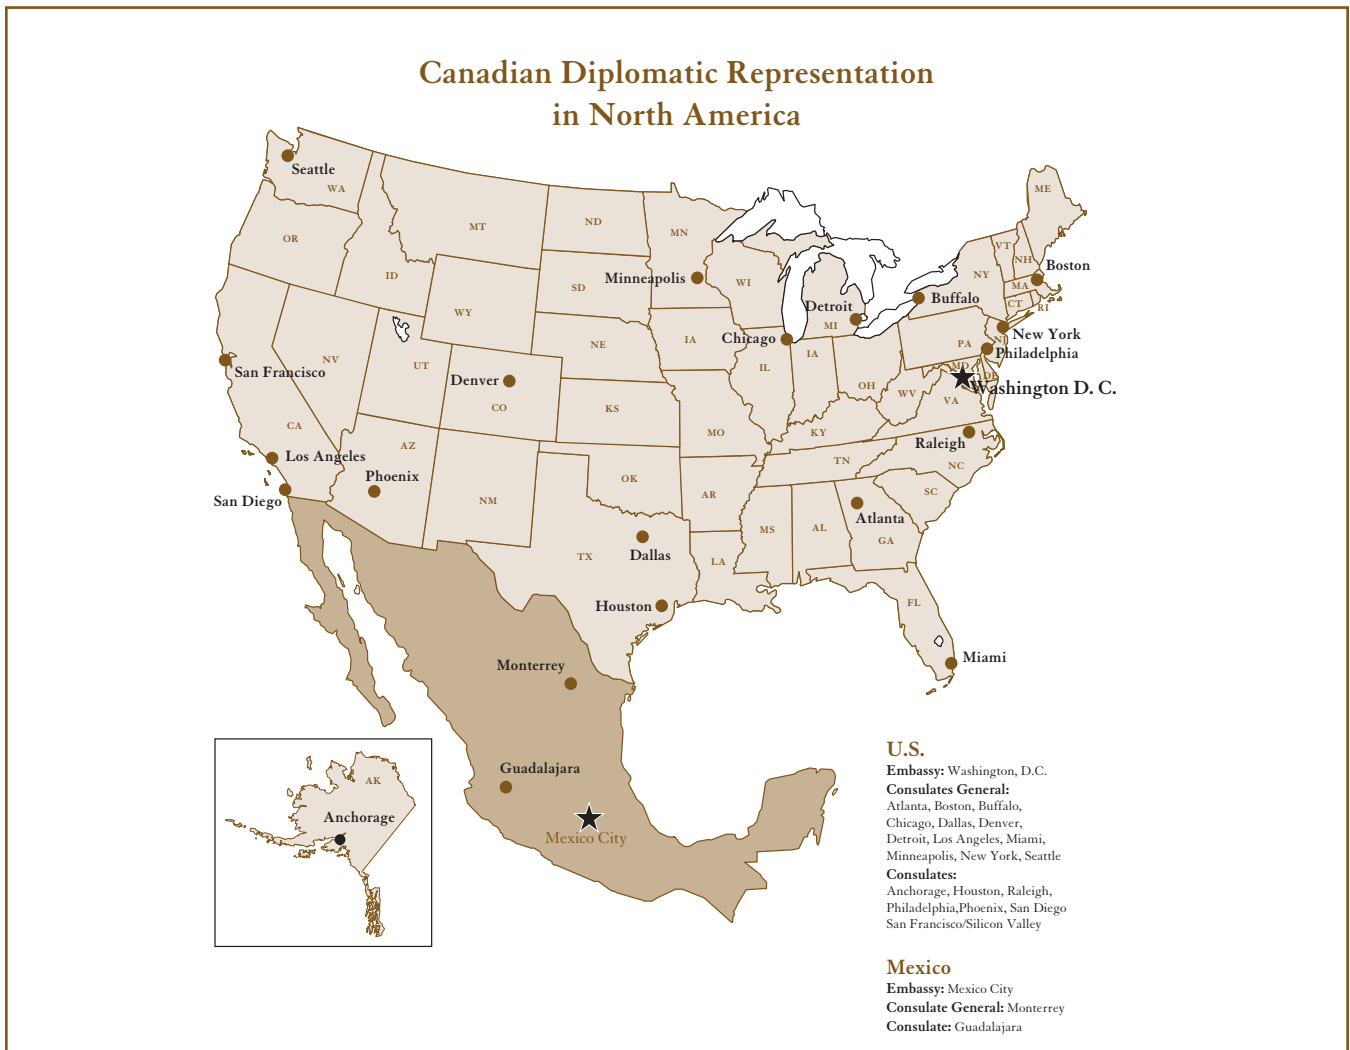 Canadian Diplomatic Representation
in North America
Seattle
WA
OR
MT
ID
ND
MN
SD
WY
Minneapolis
WI
ME
VT
NH
Boston
NY
MA
CT
RI
Buffalo
Detroit
MI
Chicago
IA
NE
NV
UT
San Francisco
Denver
CO
KS
CA
IL
IA
OH
PA
NJ
New York
Philadelphia
MD
DE
Washington D. C.
WV
VA
KY
MO
Raleigh
NC
TN
SC
Los Angeles
AZ
Phoenix
San Diego
NM
OK
AR
MS
AL
Atlanta
GA
TX
Dallas
LA
Houston
FL
Miami
Monterrey
Guadalajara
Mexico City
AK
Anchorage
U.S.
Embassy: Washington, D.C.
Consulates General:
Atlanta, Boston, Buffalo,
Chicago, Dallas, Denver,
Detroit, Los Angeles, Miami,
Minneapolis, New York, Seattle
Consulates:
Anchorage, Houston, Raleigh,
Philadelphia,Phoenix, San Diego
San Francisco/Silicon Valley
Mexico
Embassy: Mexico City
Consulate General: Monterrey
Consulate: Guadalajara